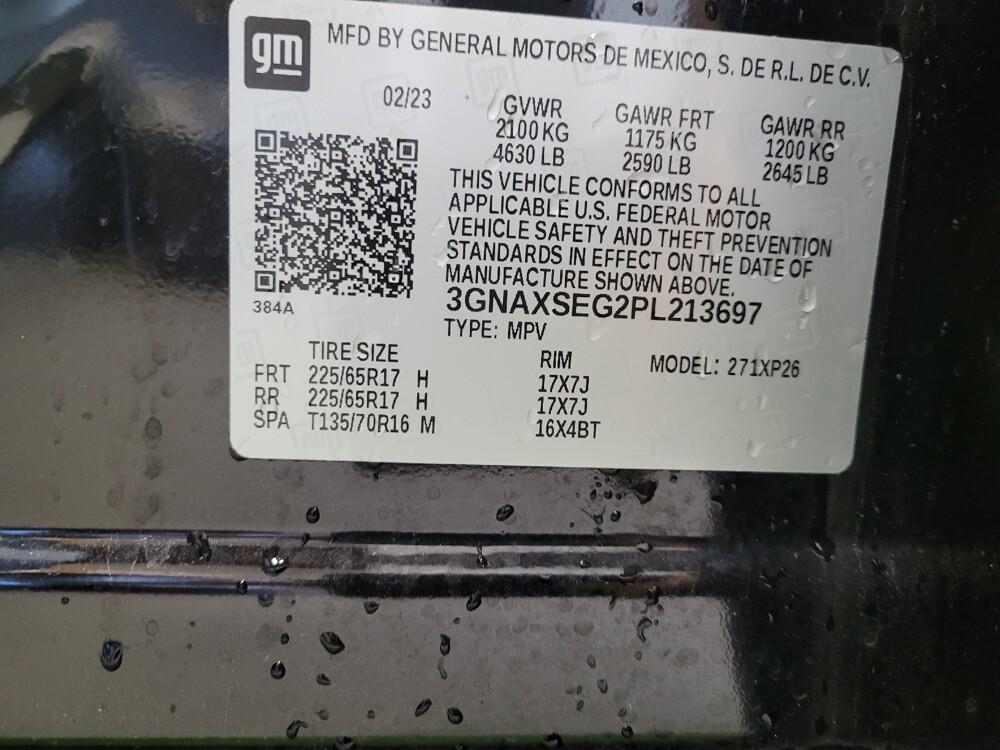 gm
MFD BY GENERAL MOTORS DE MEXICO, S. DE R.L. DE C.V.
02/23
GVWR GAWR FRT GAWR RR
2100 KG 1175 KG 1200 KG
4630 LB 2590 LB 2645 LB
THIS VEHICLE CONFORMS TO ALL
APPLICABLE U.S. FEDERAL MOTOR
VEHICLE SAFETY AND THEFT PREVENTION
STANDARDS IN EFFECT ON THE DATE OF
MANUFACTURE SHOWN ABOVE.
384A
3GNAXSEG2PL213697
TYPE: MPV
TIRE SIZE RIM MODEL: 271XP26
FRT 225/65R17 H 17X7J
RR 225/65R17 H 17X7J
SPA T135/70R16 M 16X4BT